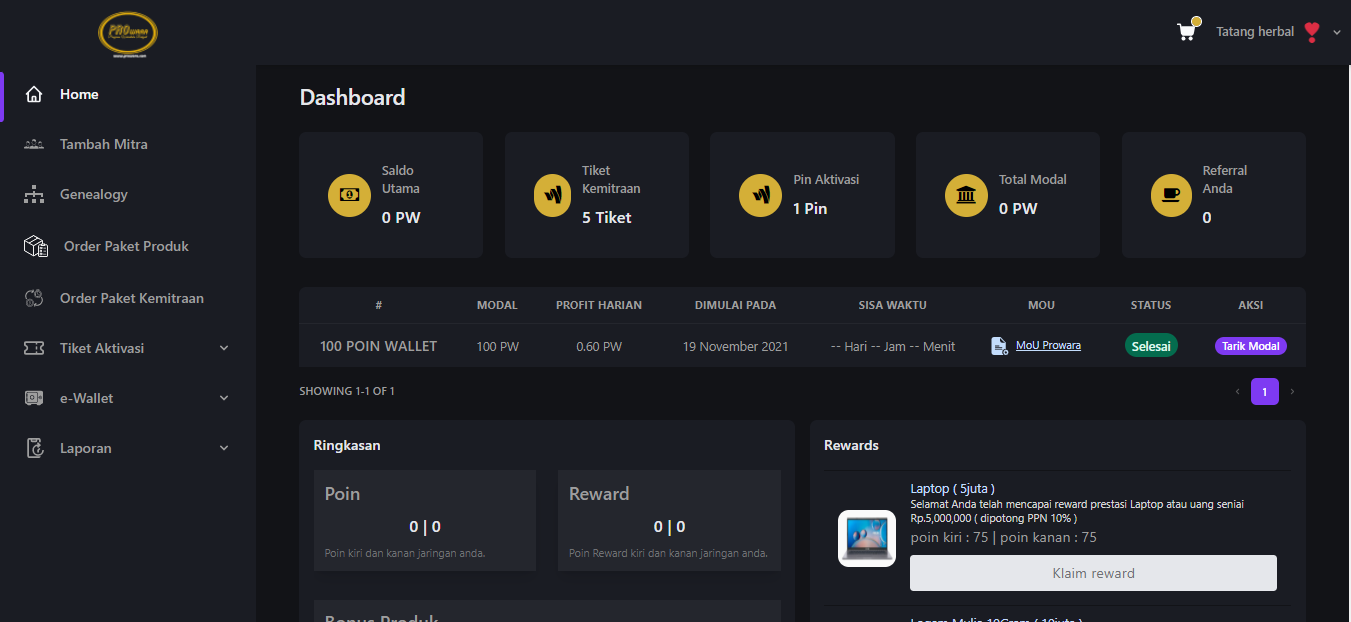 PROwara
Tatang herbal
Home
Tambah Mitra
Genealogy
Order Paket Produk
Order Paket Kemitraan
Tiket Aktivasi
e-Wallet
Laporan
Dashboard
Saldo
Utama
0 PW
Tiket
Kemitraan
5 Tiket
Pin Aktivasi
1 Pin
Total Modal
0 PW
Referral
Anda
0
# MODAL PROFIT HARIAN DIMULAI PADA SISA WAKTU MOU STATUS AKSI
100 POIN WALLET 100 PW 0.60 PW 19 November 2021 -- Hari -- Jam -- Menit MoU Prowara Selesai Tarik Modal
SHOWING 1-1 OF 1
‹ 1 ›
Ringkasan
Poin
0 | 0
Poin kiri dan kanan jaringan anda.
Reward
0 | 0
Poin Reward kiri dan kanan jaringan anda.
Bonus Produk
Rewards
Laptop ( 5juta )
Selamat Anda telah mencapai reward prestasi Laptop atau uang seniai
Rp.5,000,000 ( dipotong PPN 10% )
poin kiri : 75 | poin kanan : 75
Klaim reward
Logam Mulia 10Gram ( 10juta )